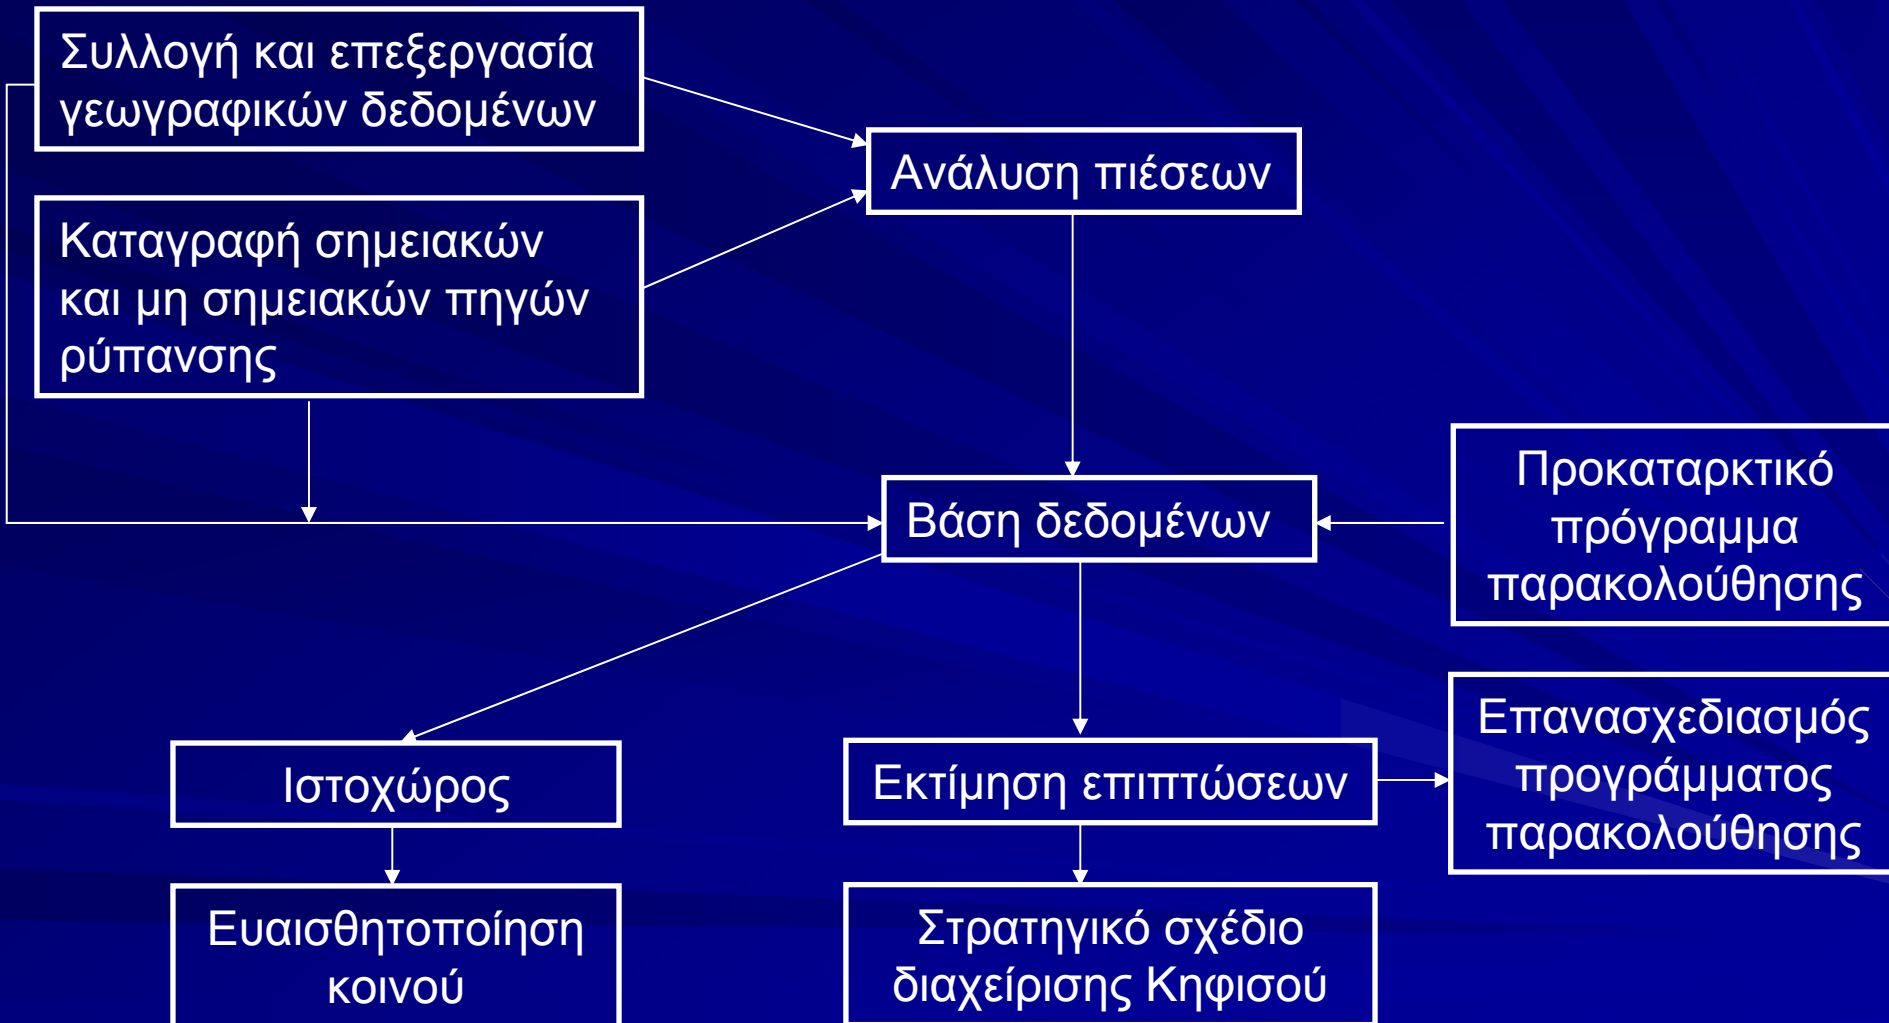 Συλλογή και επεξεργασία
γεωγραφικών δεδομένων
Ανάλυση πιέσεων
Καταγραφή σημειακών
και μη σημειακών πηγών
ρύπανσης
Βάση δεδομένων
Προκαταρκτικό
πρόγραμμα
παρακολούθησης
Ιστοχώρος
Εκτίμηση επιπτώσεων
Επανασχεδιασμός
προγράμματος
παρακολούθησης
Ευαισθητοποίηση
κοινού
Στρατηγικό σχέδιο
διαχείρισης Κηφισού